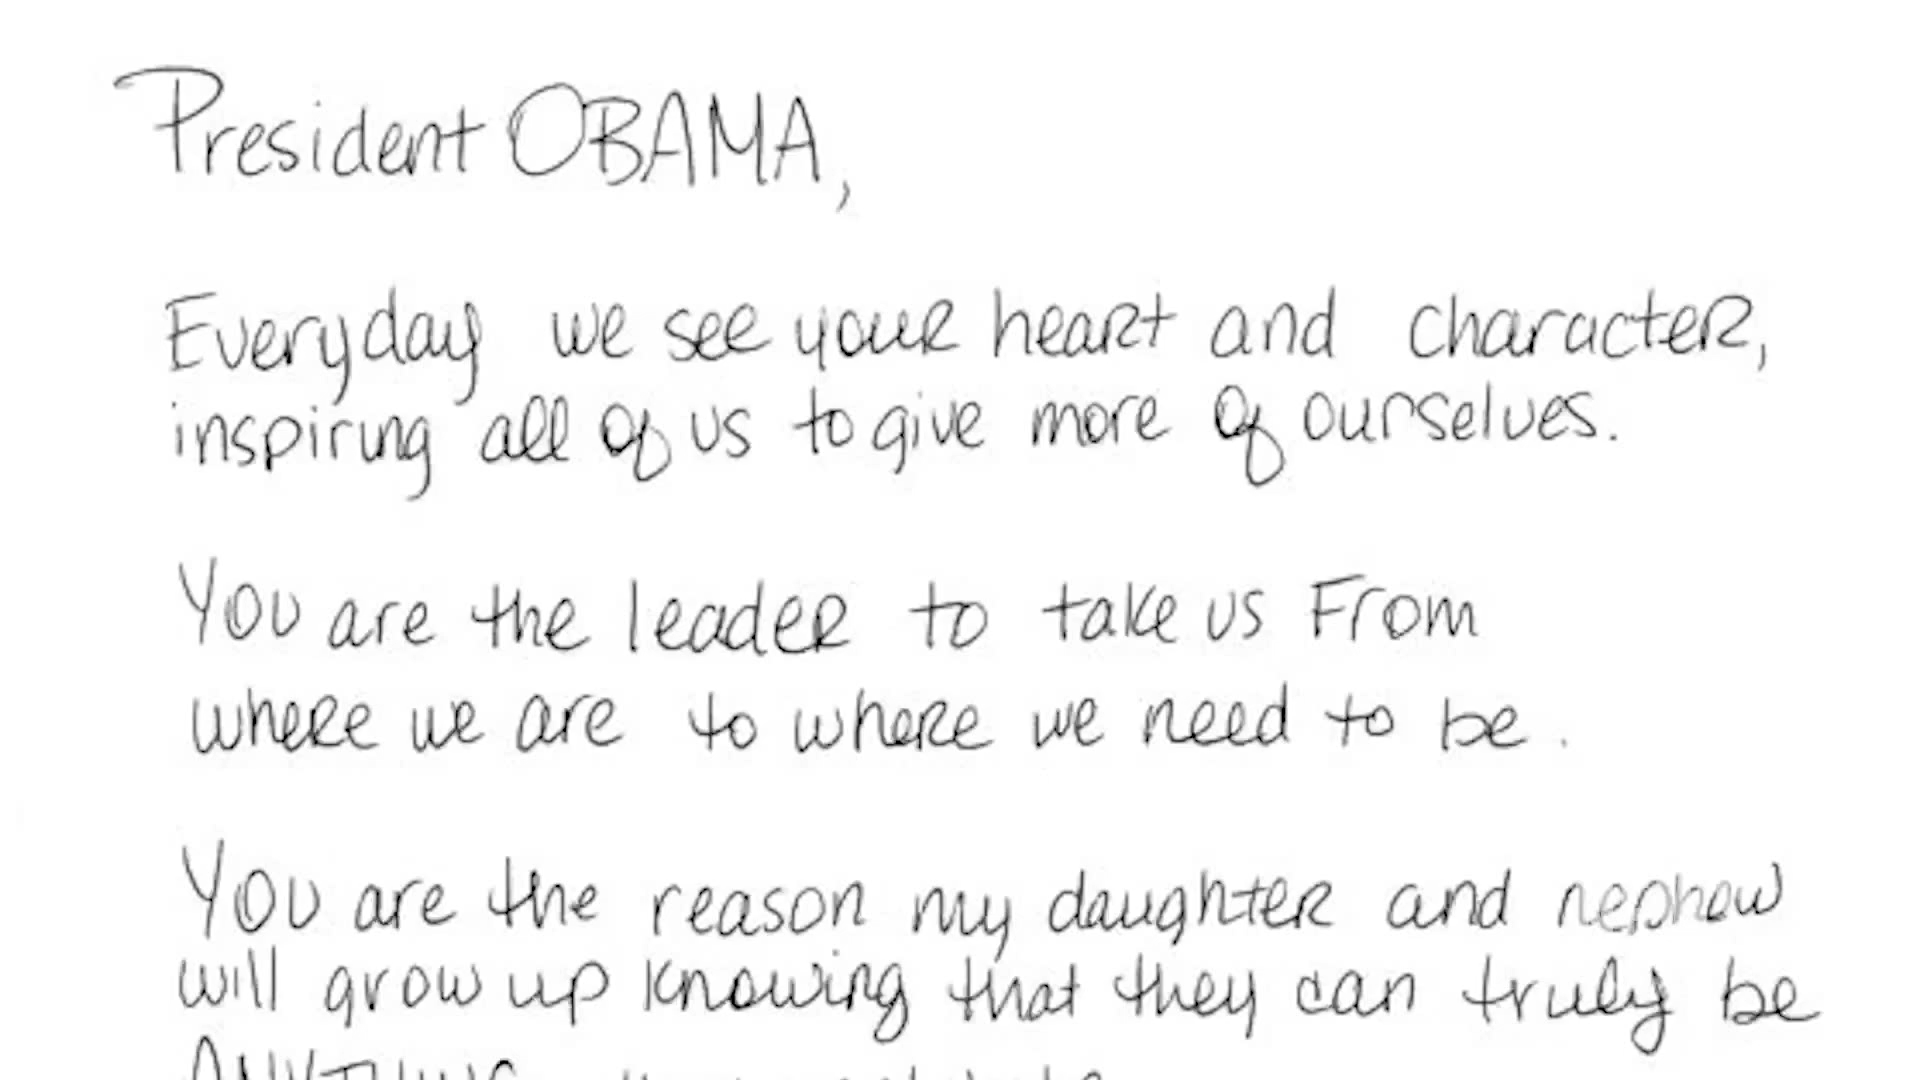 President OBAMA,
Everyday we see your heart and character,
inspiring all of us to give more of ourselves.
You are the leader to take us From
where we are to where we need to be.
You are the reason my daughter and nephew
will grow up knowing that they can truly be
ANYTHING